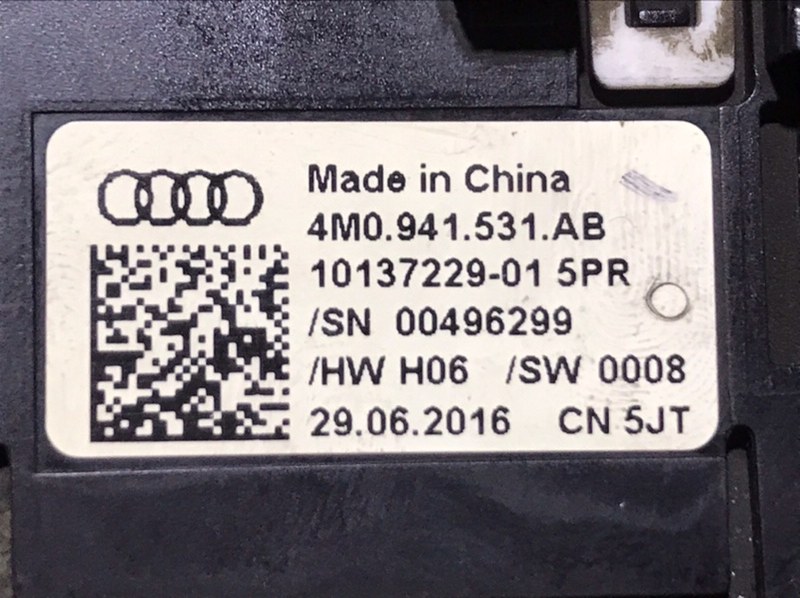 Made in China
4M0.941.531.AB
10137229-01 5PR
/SN 00496299
/HW H06 /SW 0008
29.06.2016 CN 5JT